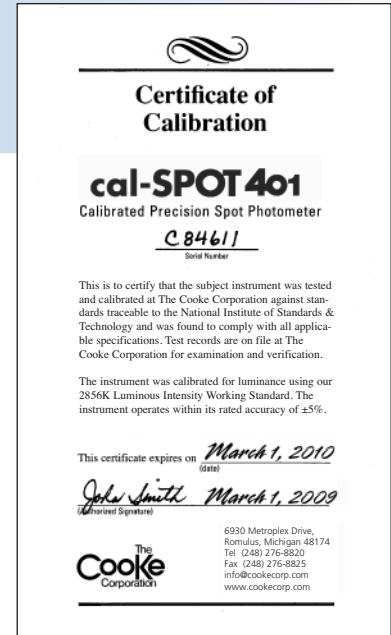 Certificate of
Calibration
cal-SPOT 401
Calibrated Precision Spot Photometer
C84611
Serial Number
This is to certify that the subject instrument was tested
and calibrated at The Cooke Corporation against stan-
dards traceable to the National Institute of Standards &
Technology and was found to comply with all applica-
ble specifications. Test records are on file at The
Cooke Corporation for examination and verification.
The instrument was calibrated for luminance using our
2856K Luminous Intensity Working Standard. The
instrument operates within its rated accuracy of ±5%.
This certificate expires on March 1, 2010
(date)
John Smith March 1, 2009
(Authorized Signature)
The
Cooke
Corporation
6930 Metroplex Drive,
Romulus, Michigan 48174
Tel (248) 276-8820
Fax (248) 276-8825
info@cookecorp.com
www.cookecorp.com